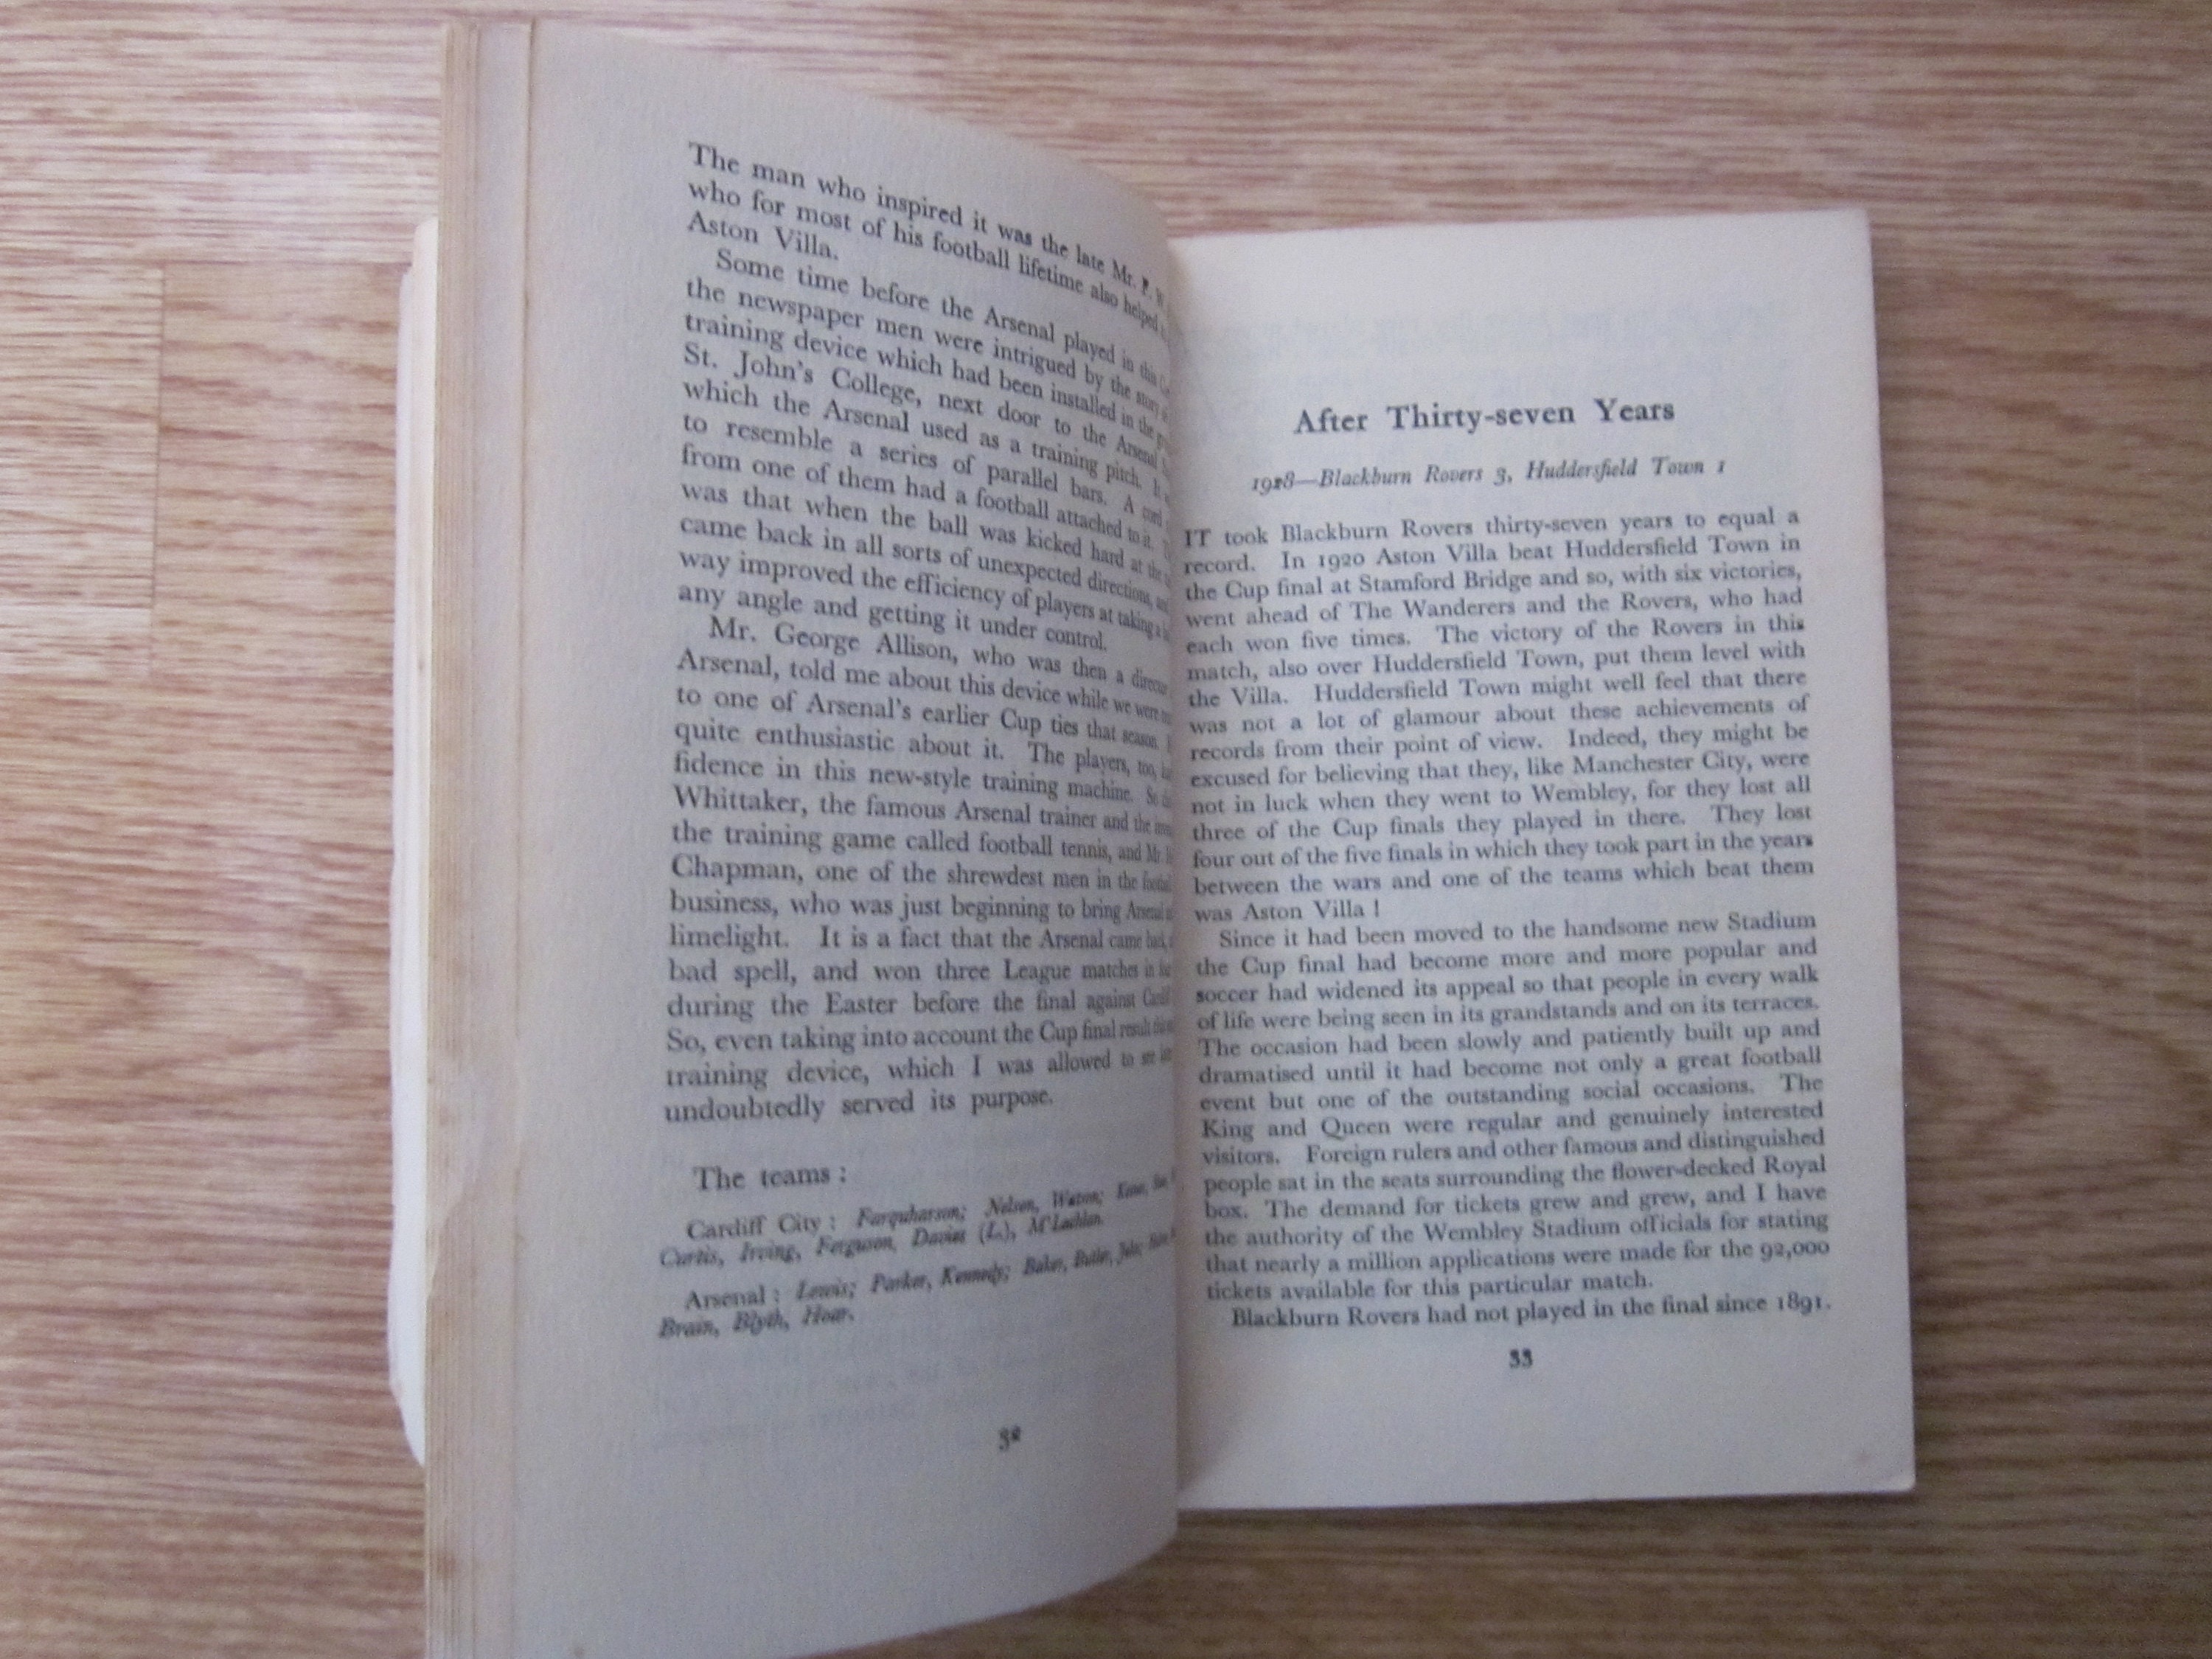 The man who inspired it was the late Mr. P. W.
who for most of his football lifetime also helped
Aston Villa.
Some time before the Arsenal played in this
the newspaper men were intrigued by the story
training device which had been installed in the
St. John's College, next door to the Arsenal
which the Arsenal used as a training pitch. It
to resemble a series of parallel bars. A cord
from one of them had a football attached to it.
was that when the ball was kicked hard at the
came back in all sorts of unexpected directions, and
way improved the efficiency of players at taking a
any angle and getting it under control.
Mr. George Allison, who was then a director
Arsenal, told me about this device while we were
to one of Arsenal's earlier Cup ties that season.
quite enthusiastic about it. The players, too,
fidence in this new-style training machine. So
Whittaker, the famous Arsenal trainer and the
the training game called football tennis, and Mr.
Chapman, one of the shrewdest men in the football
business, who was just beginning to bring Arsenal
limelight. It is a fact that the Arsenal came back
bad spell, and won three League matches in
during the Easter before the final against Cardiff
So, even taking into account the Cup final result
training device, which I was allowed to see
undoubtedly served its purpose.
The teams :
Cardiff City : Farquharson; Nelson, Watson; Keenor,
Curtis, Irving, Ferguson, Davies (L.), M'Lachlan.
Arsenal : Lewis; Parker, Kennedy; Baker, Butler, John;
Brain, Blyth, Hoar.
32
After Thirty-seven Years
1928—Blackburn Rovers 3, Huddersfield Town 1
IT took Blackburn Rovers thirty-seven years to equal a
record. In 1920 Aston Villa beat Huddersfield Town in
the Cup final at Stamford Bridge and so, with six victories,
went ahead of The Wanderers and the Rovers, who had
each won five times. The victory of the Rovers in this
match, also over Huddersfield Town, put them level with
the Villa. Huddersfield Town might well feel that there
was not a lot of glamour about these achievements of
records from their point of view. Indeed, they might be
excused for believing that they, like Manchester City, were
not in luck when they went to Wembley, for they lost all
three of the Cup finals they played in there. They lost
four out of the five finals in which they took part in the years
between the wars and one of the teams which beat them
was Aston Villa !
Since it had been moved to the handsome new Stadium
the Cup final had become more and more popular and
soccer had widened its appeal so that people in every walk
of life were being seen in its grandstands and on its terraces.
The occasion had been slowly and patiently built up and
dramatised until it had become not only a great football
event but one of the outstanding social occasions. The
King and Queen were regular and genuinely interested
visitors. Foreign rulers and other famous and distinguished
people sat in the seats surrounding the flower-decked Royal
box. The demand for tickets grew and grew, and I have
the authority of the Wembley Stadium officials for stating
that nearly a million applications were made for the 92,000
tickets available for this particular match.
Blackburn Rovers had not played in the final since 1891.
33